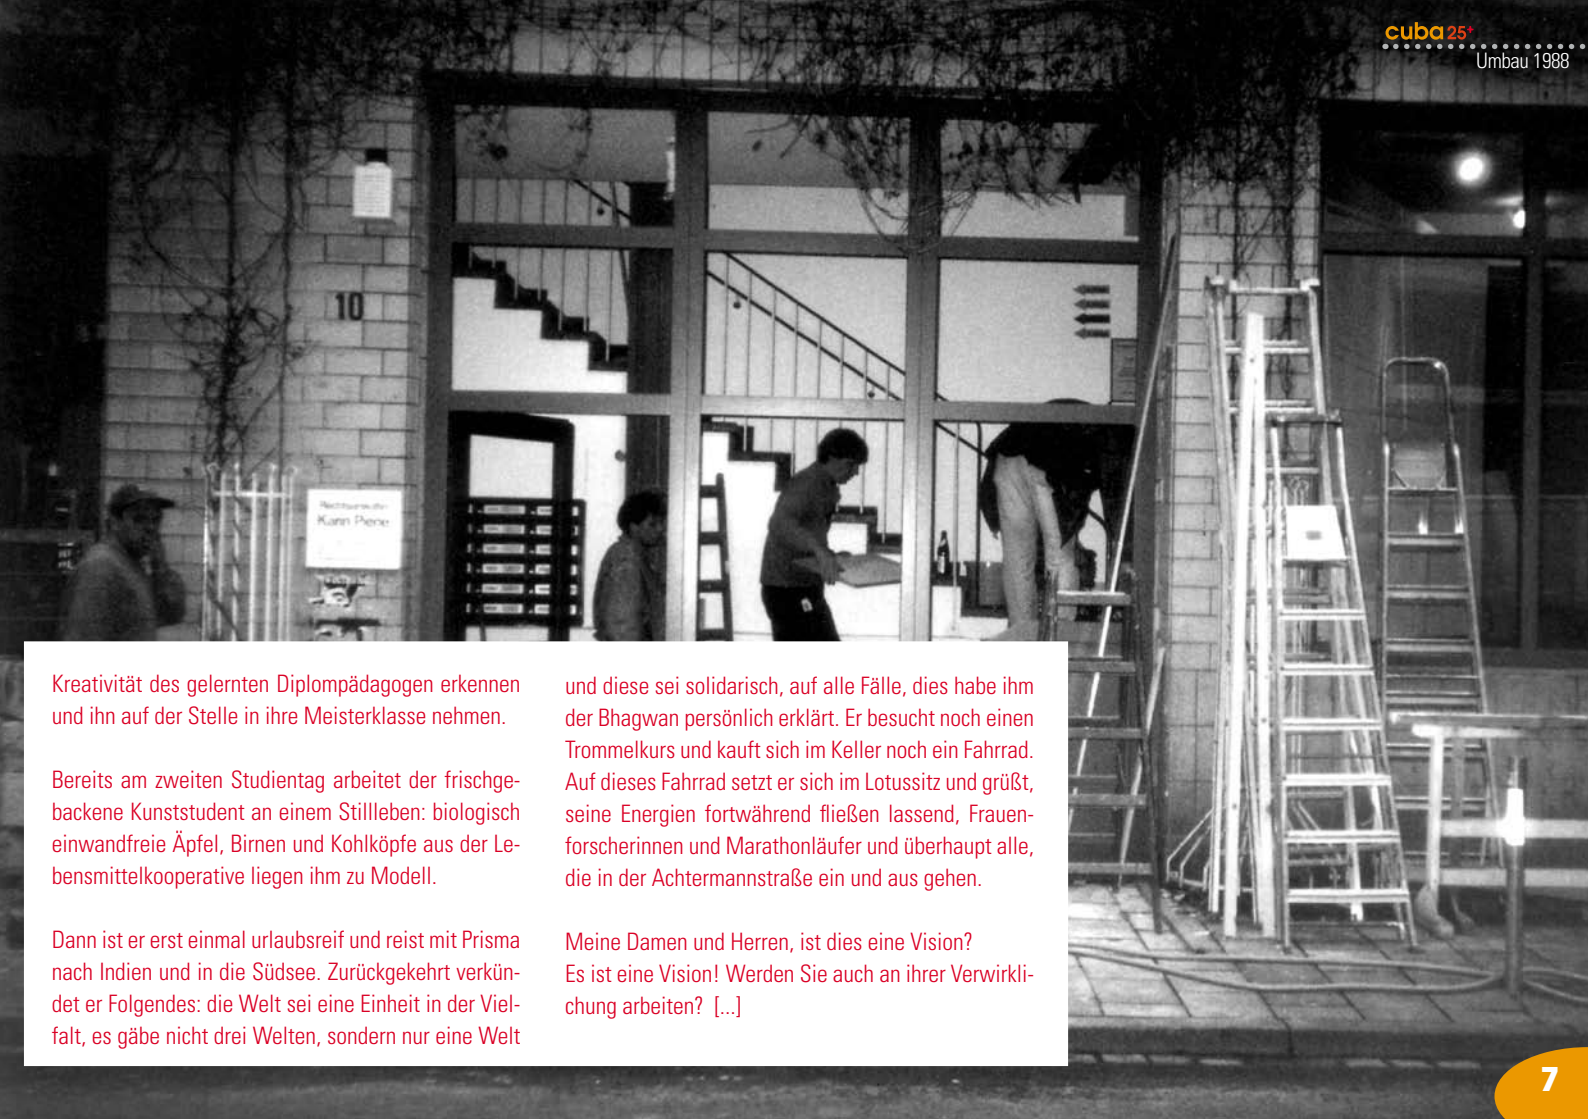 cuba 25+
Umbau 1988
10
Kreativität des gelernten Diplompädagogen erkennen
und ihn auf der Stelle in ihre Meisterklasse nehmen.
Bereits am zweiten Studientag arbeitet der frischge-
backene Kunststudent an einem Stillleben: biologisch
einwandfreie Äpfel, Birnen und Kohlköpfe aus der Le-
bensmittelkooperative liegen ihm zu Modell.
Dann ist er erst einmal urlaubsreif und reist mit Prisma
nach Indien und in die Südsee. Zurückgekehrt verkün-
det er Folgendes: die Welt sei eine Einheit in der Viel-
falt, es gäbe nicht drei Welten, sondern nur eine Welt
und diese sei solidarisch, auf alle Fälle, dies habe ihm
der Bhagwan persönlich erklärt. Er besucht noch einen
Trommelkurs und kauft sich im Keller noch ein Fahrrad.
Auf dieses Fahrrad setzt er sich im Lotussitz und grüßt,
seine Energien fortwährend fließen lassend, Frauen-
forscherinnen und Marathonläufer und überhaupt alle,
die in der Achtermannstraße ein und aus gehen.
Meine Damen und Herren, ist dies eine Vision?
Es ist eine Vision! Werden Sie auch an ihrer Verwirkli-
chung arbeiten? [...]
7